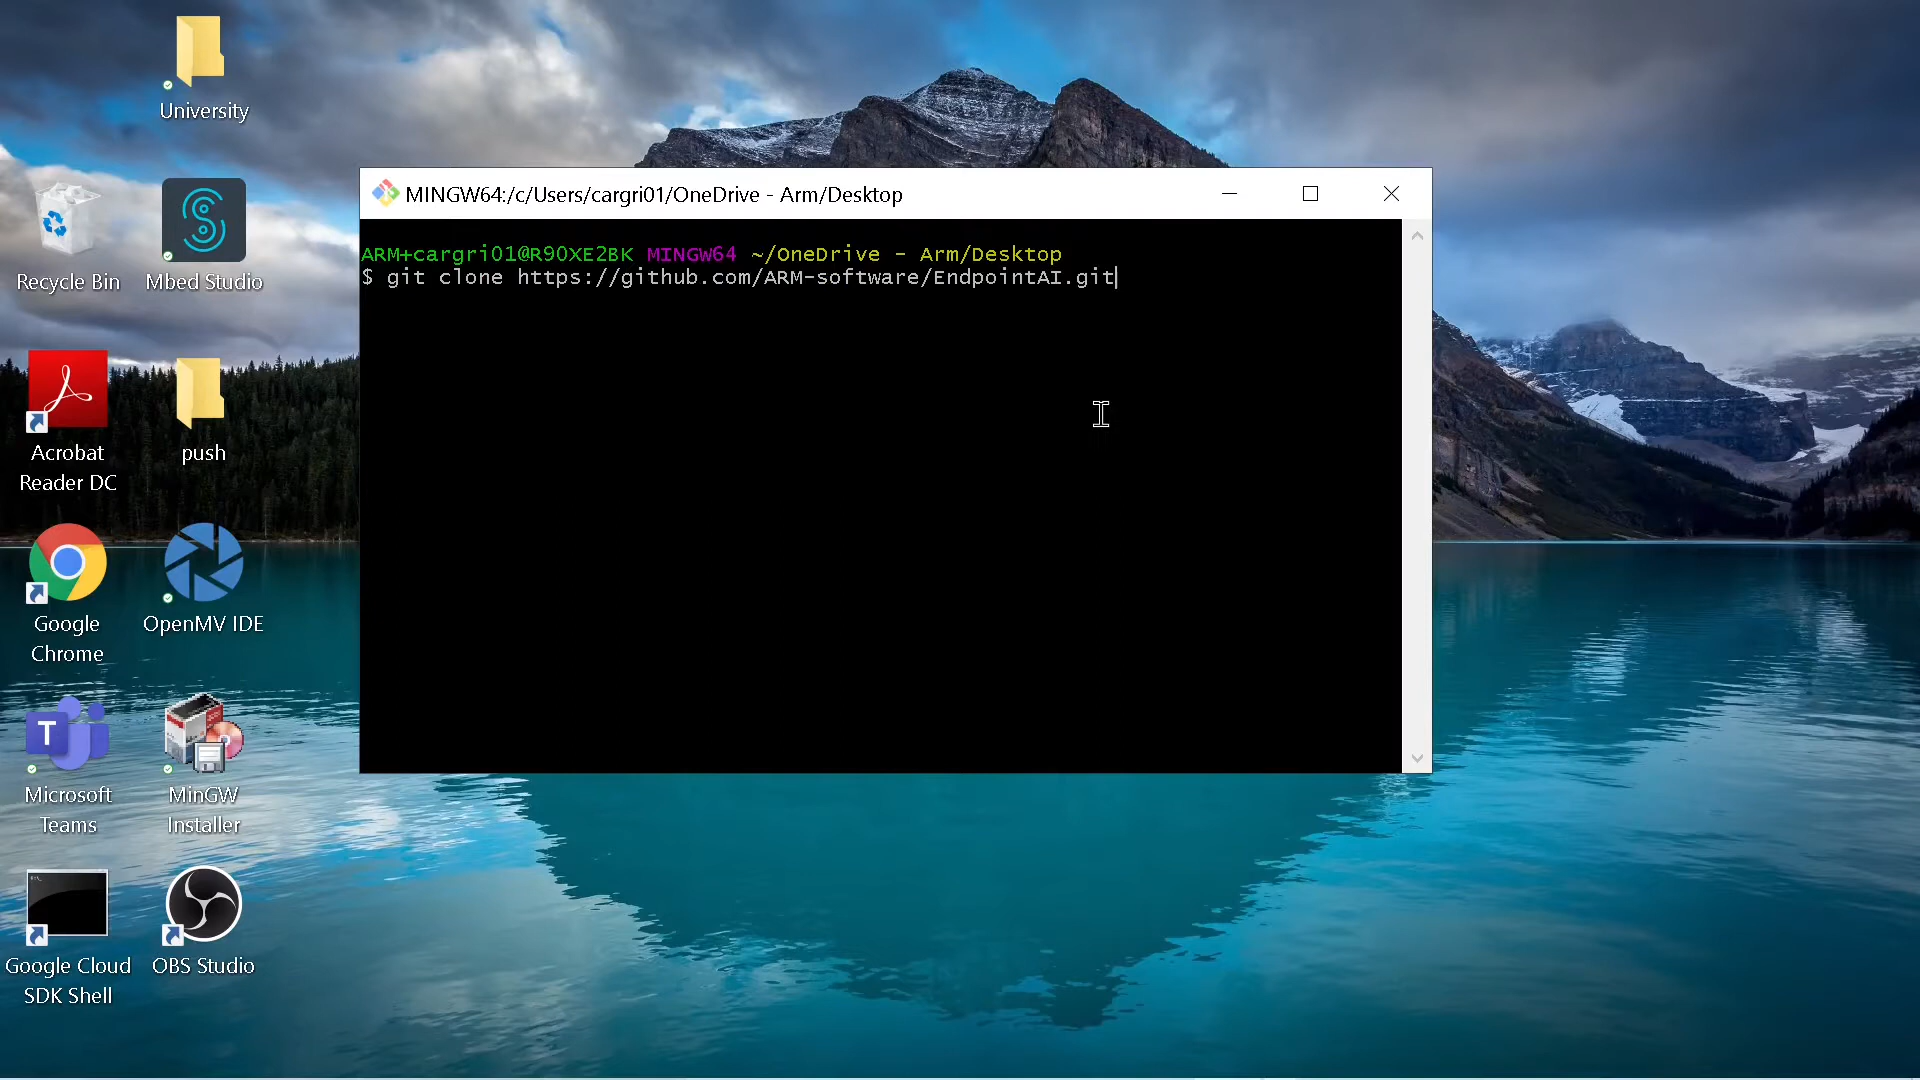 University
Recycle Bin
Mbed Studio
Acrobat
Reader DC
push
Google
Chrome
OpenMV IDE
T
Microsoft
Teams
MinGW
Installer
Google Cloud
SDK Shell
OBS Studio
MINGW64:/c/Users/cargri01/OneDrive - Arm/Desktop
ARM+cargri01@R90XE2BK MINGW64 ~/OneDrive - Arm/Desktop
$ git clone https://github.com/ARM-software/EndpointAI.git